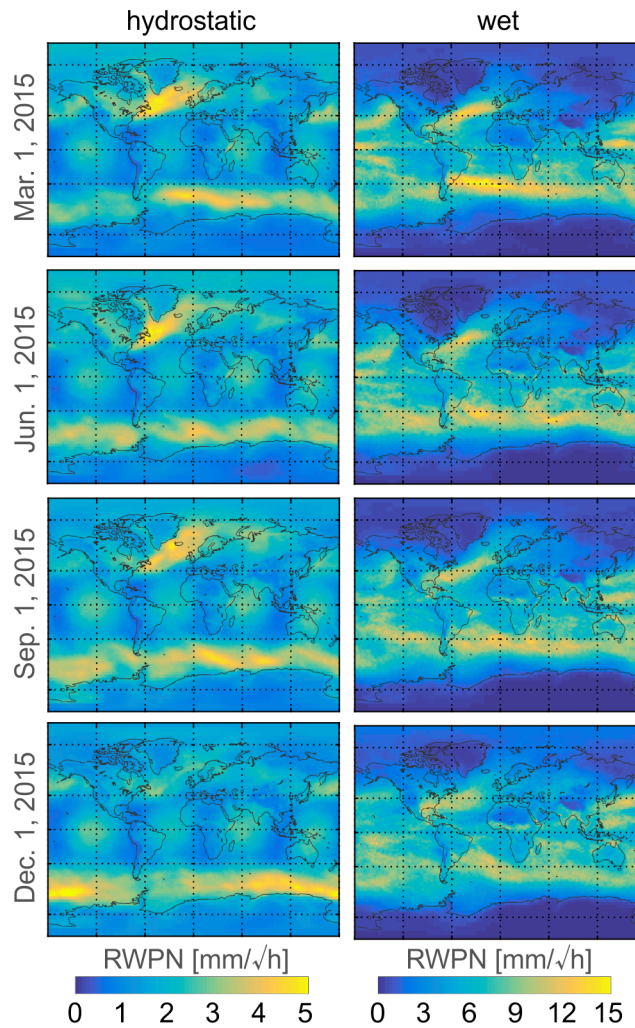 hydrostatic wet
Mar. 1, 2015
Jun. 1, 2015
Sep. 1, 2015
Dec. 1, 2015
RWPN [mm/√h] RWPN [mm/√h]
0 1 2 3 4 5 0 3 6 9 12 15